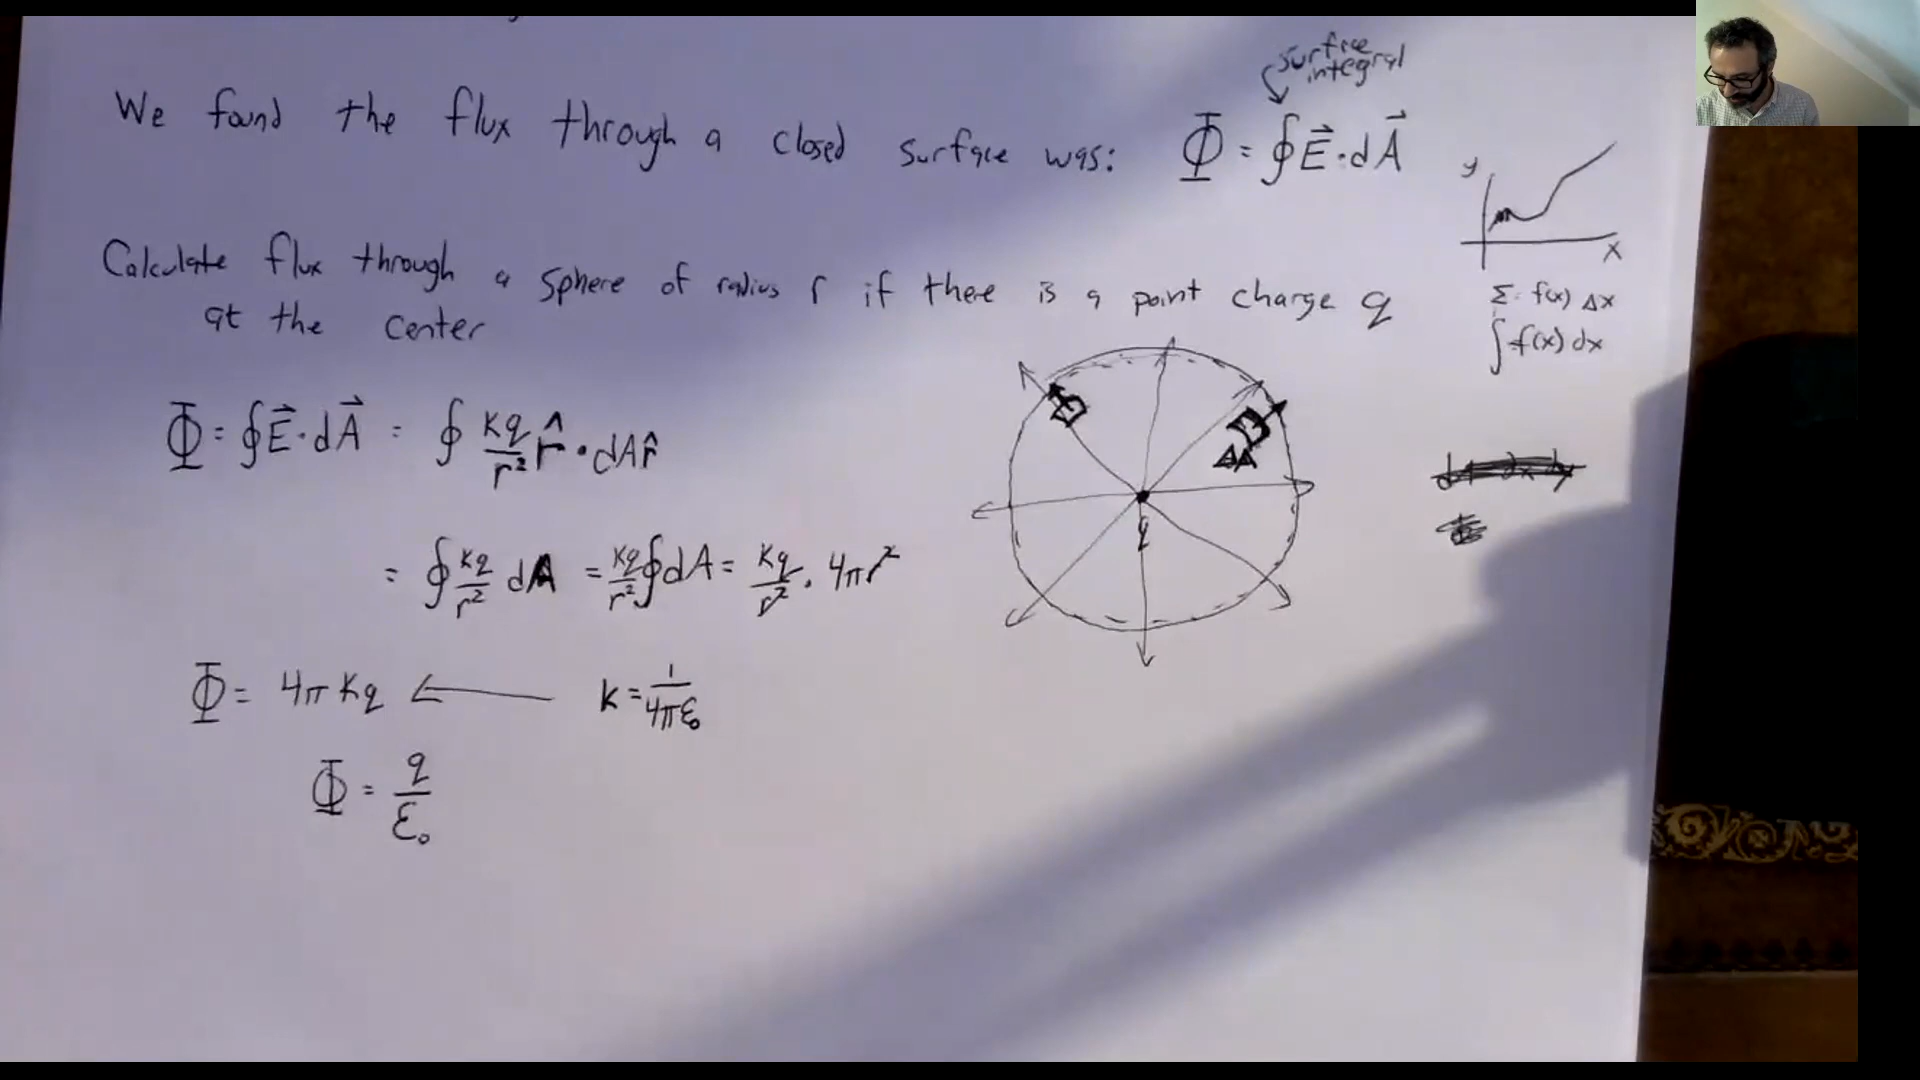 surface
integral
We found the flux through a closed surface was: Φ = ∮E⃗·dA⃗
y
x
Calculate flux through a sphere of radius r if there is a point charge q
at the center
Σ f(x) Δx
∫f(x)dx
Φ = ∮E⃗·dA⃗ = ∮ kq/r² r̂ · dA r̂
ΔA
q
= ∮ kq/r² dA = kq/r² ∮dA = kq/r² · 4πr²
Φ = 4πkq ← k = 1/4πε₀
Φ = q/ε₀